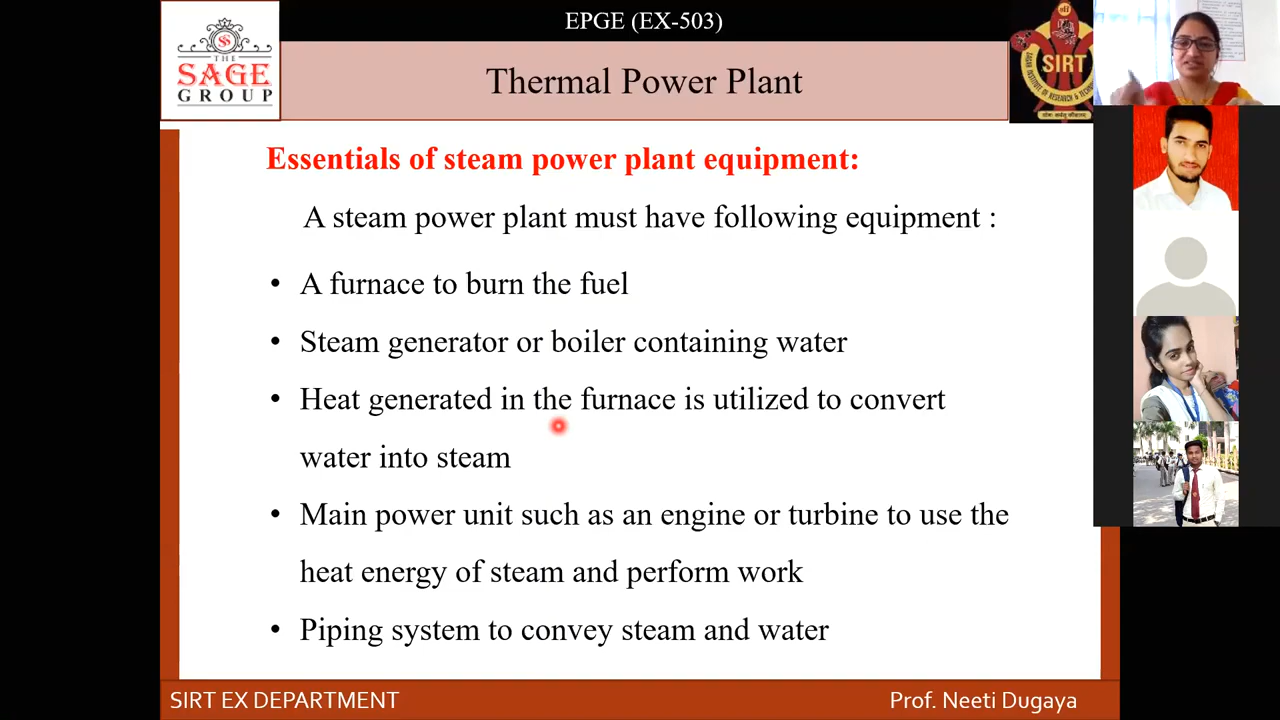 EPGE (EX-503)
THE
SAGE
GROUP
Thermal Power Plant
SIRT
Essentials of steam power plant equipment:
A steam power plant must have following equipment :
• A furnace to burn the fuel
• Steam generator or boiler containing water
• Heat generated in the furnace is utilized to convert
water into steam
• Main power unit such as an engine or turbine to use the
heat energy of steam and perform work
• Piping system to convey steam and water
SIRT EX DEPARTMENT
Prof. Neeti Dugaya